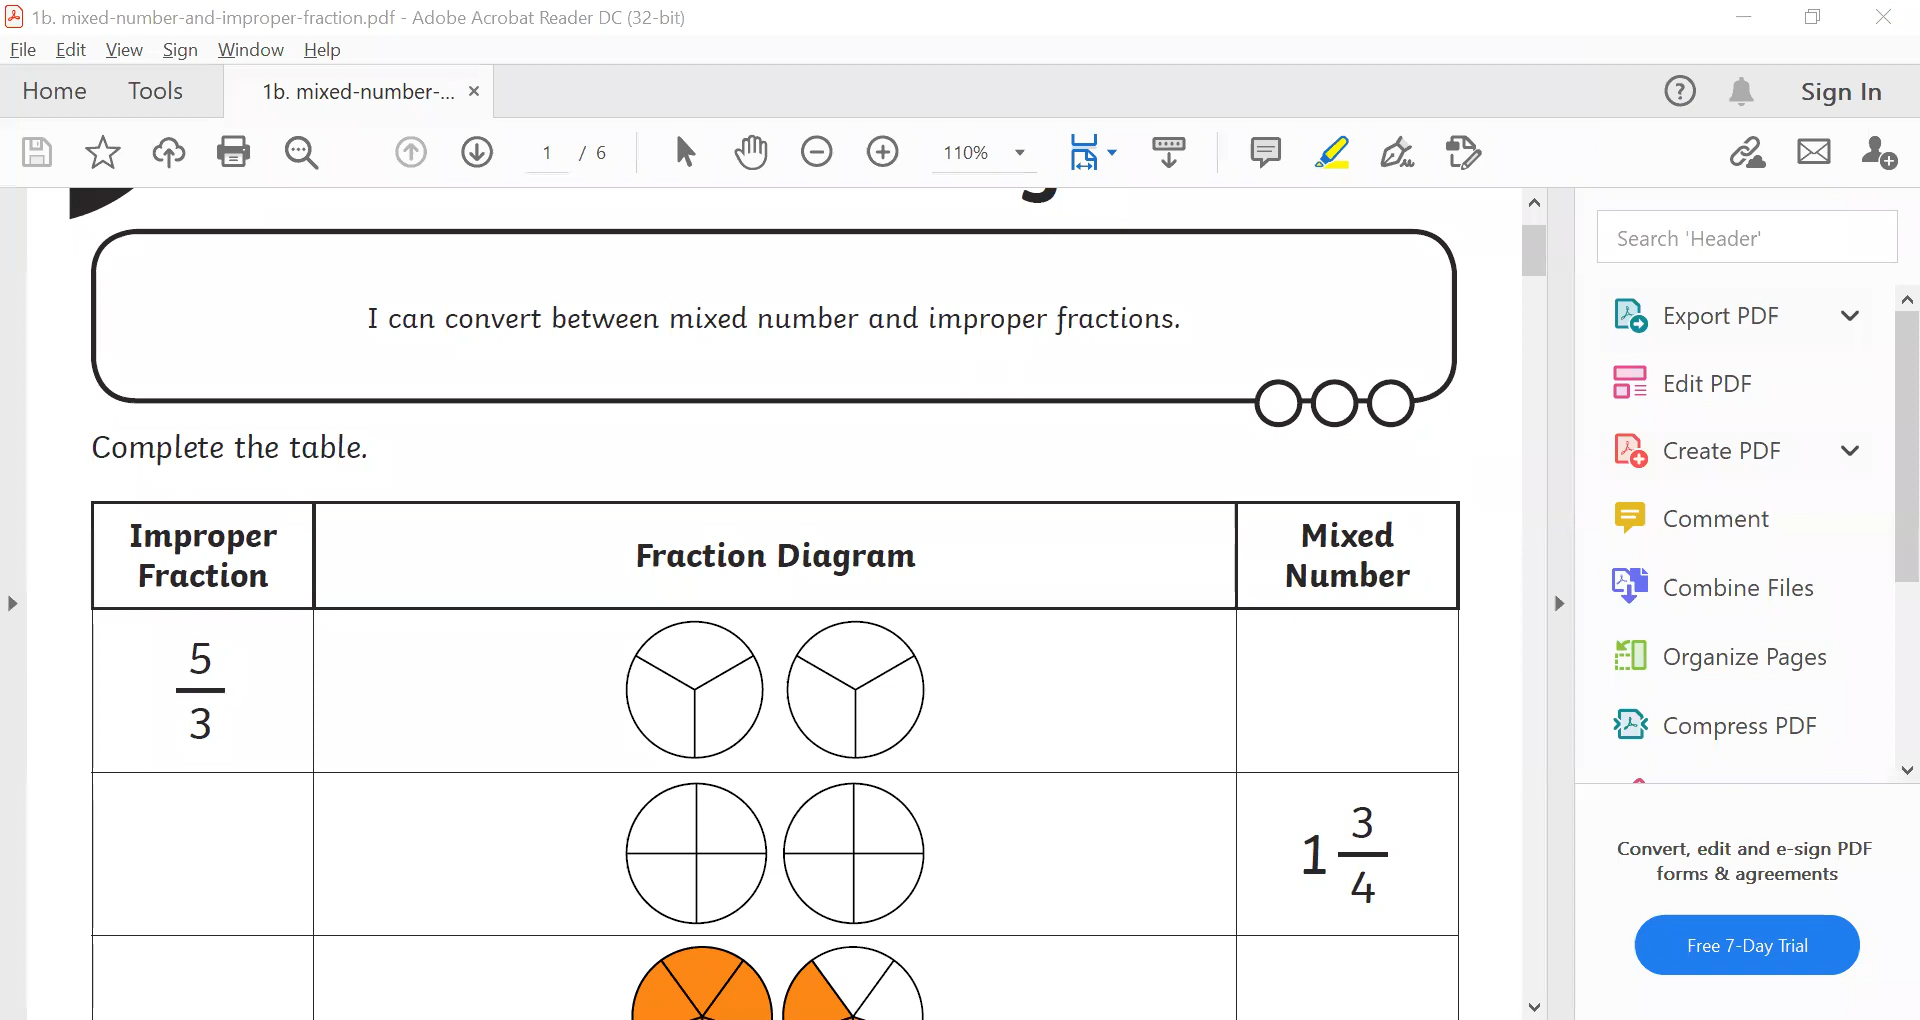 1b. mixed-number-and-improper-fraction.pdf - Adobe Acrobat Reader DC (32-bit)
File Edit View Sign Window Help
Home Tools 1b. mixed-number-... × Sign In
1 / 6 110%
I can convert between mixed number and improper fractions.
Complete the table.
Improper
Fraction
Fraction Diagram
Mixed
Number
5
3
1 3
4
Search 'Header'
Export PDF
Edit PDF
Create PDF
Comment
Combine Files
Organize Pages
Compress PDF
Convert, edit and e-sign PDF
forms & agreements
Free 7-Day Trial